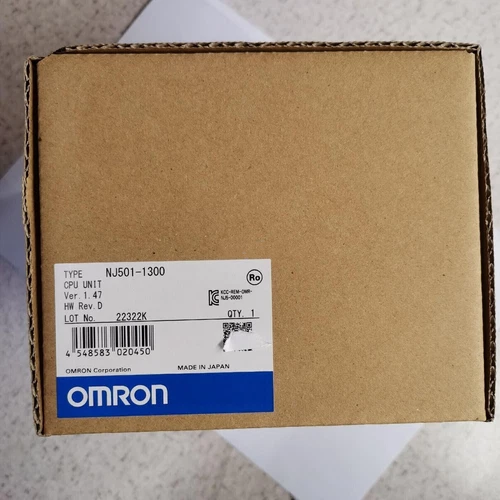 TYPE NJ501-1300
CPU UNIT
Ver. 1.47
HW Rev. D
LOT No. 22322K
Ro
KCC-REM-OMR-
NJ5-00001
QTY. 1
4 548583 020450
OMRON Corporation MADE IN JAPAN
OMRON